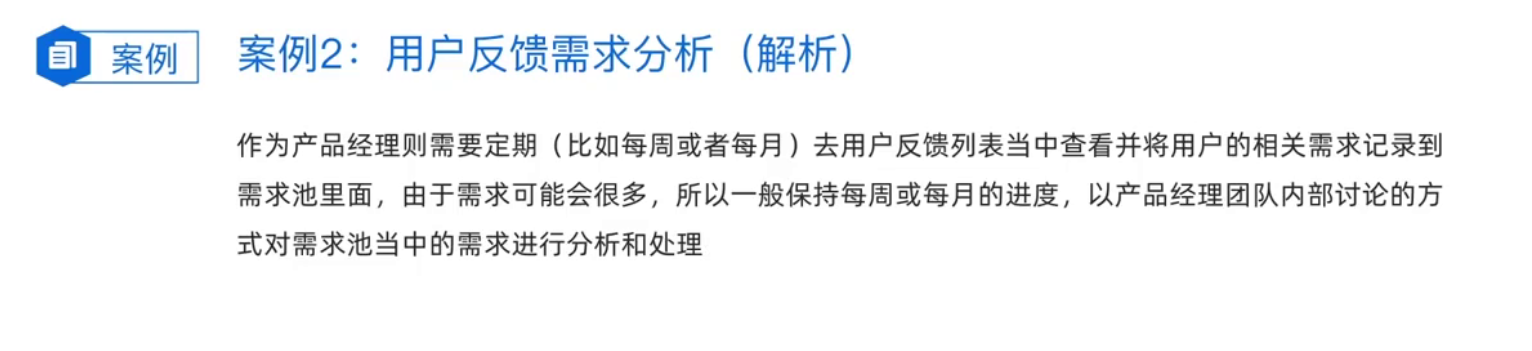 案例
案例2：用户反馈需求分析（解析）
作为产品经理则需要定期（比如每周或者每月）去用户反馈列表当中查看并将用户的相关需求记录到
需求池里面，由于需求可能会很多，所以一般保持每周或每月的进度，以产品经理团队内部讨论的方
式对需求池当中的需求进行分析和处理